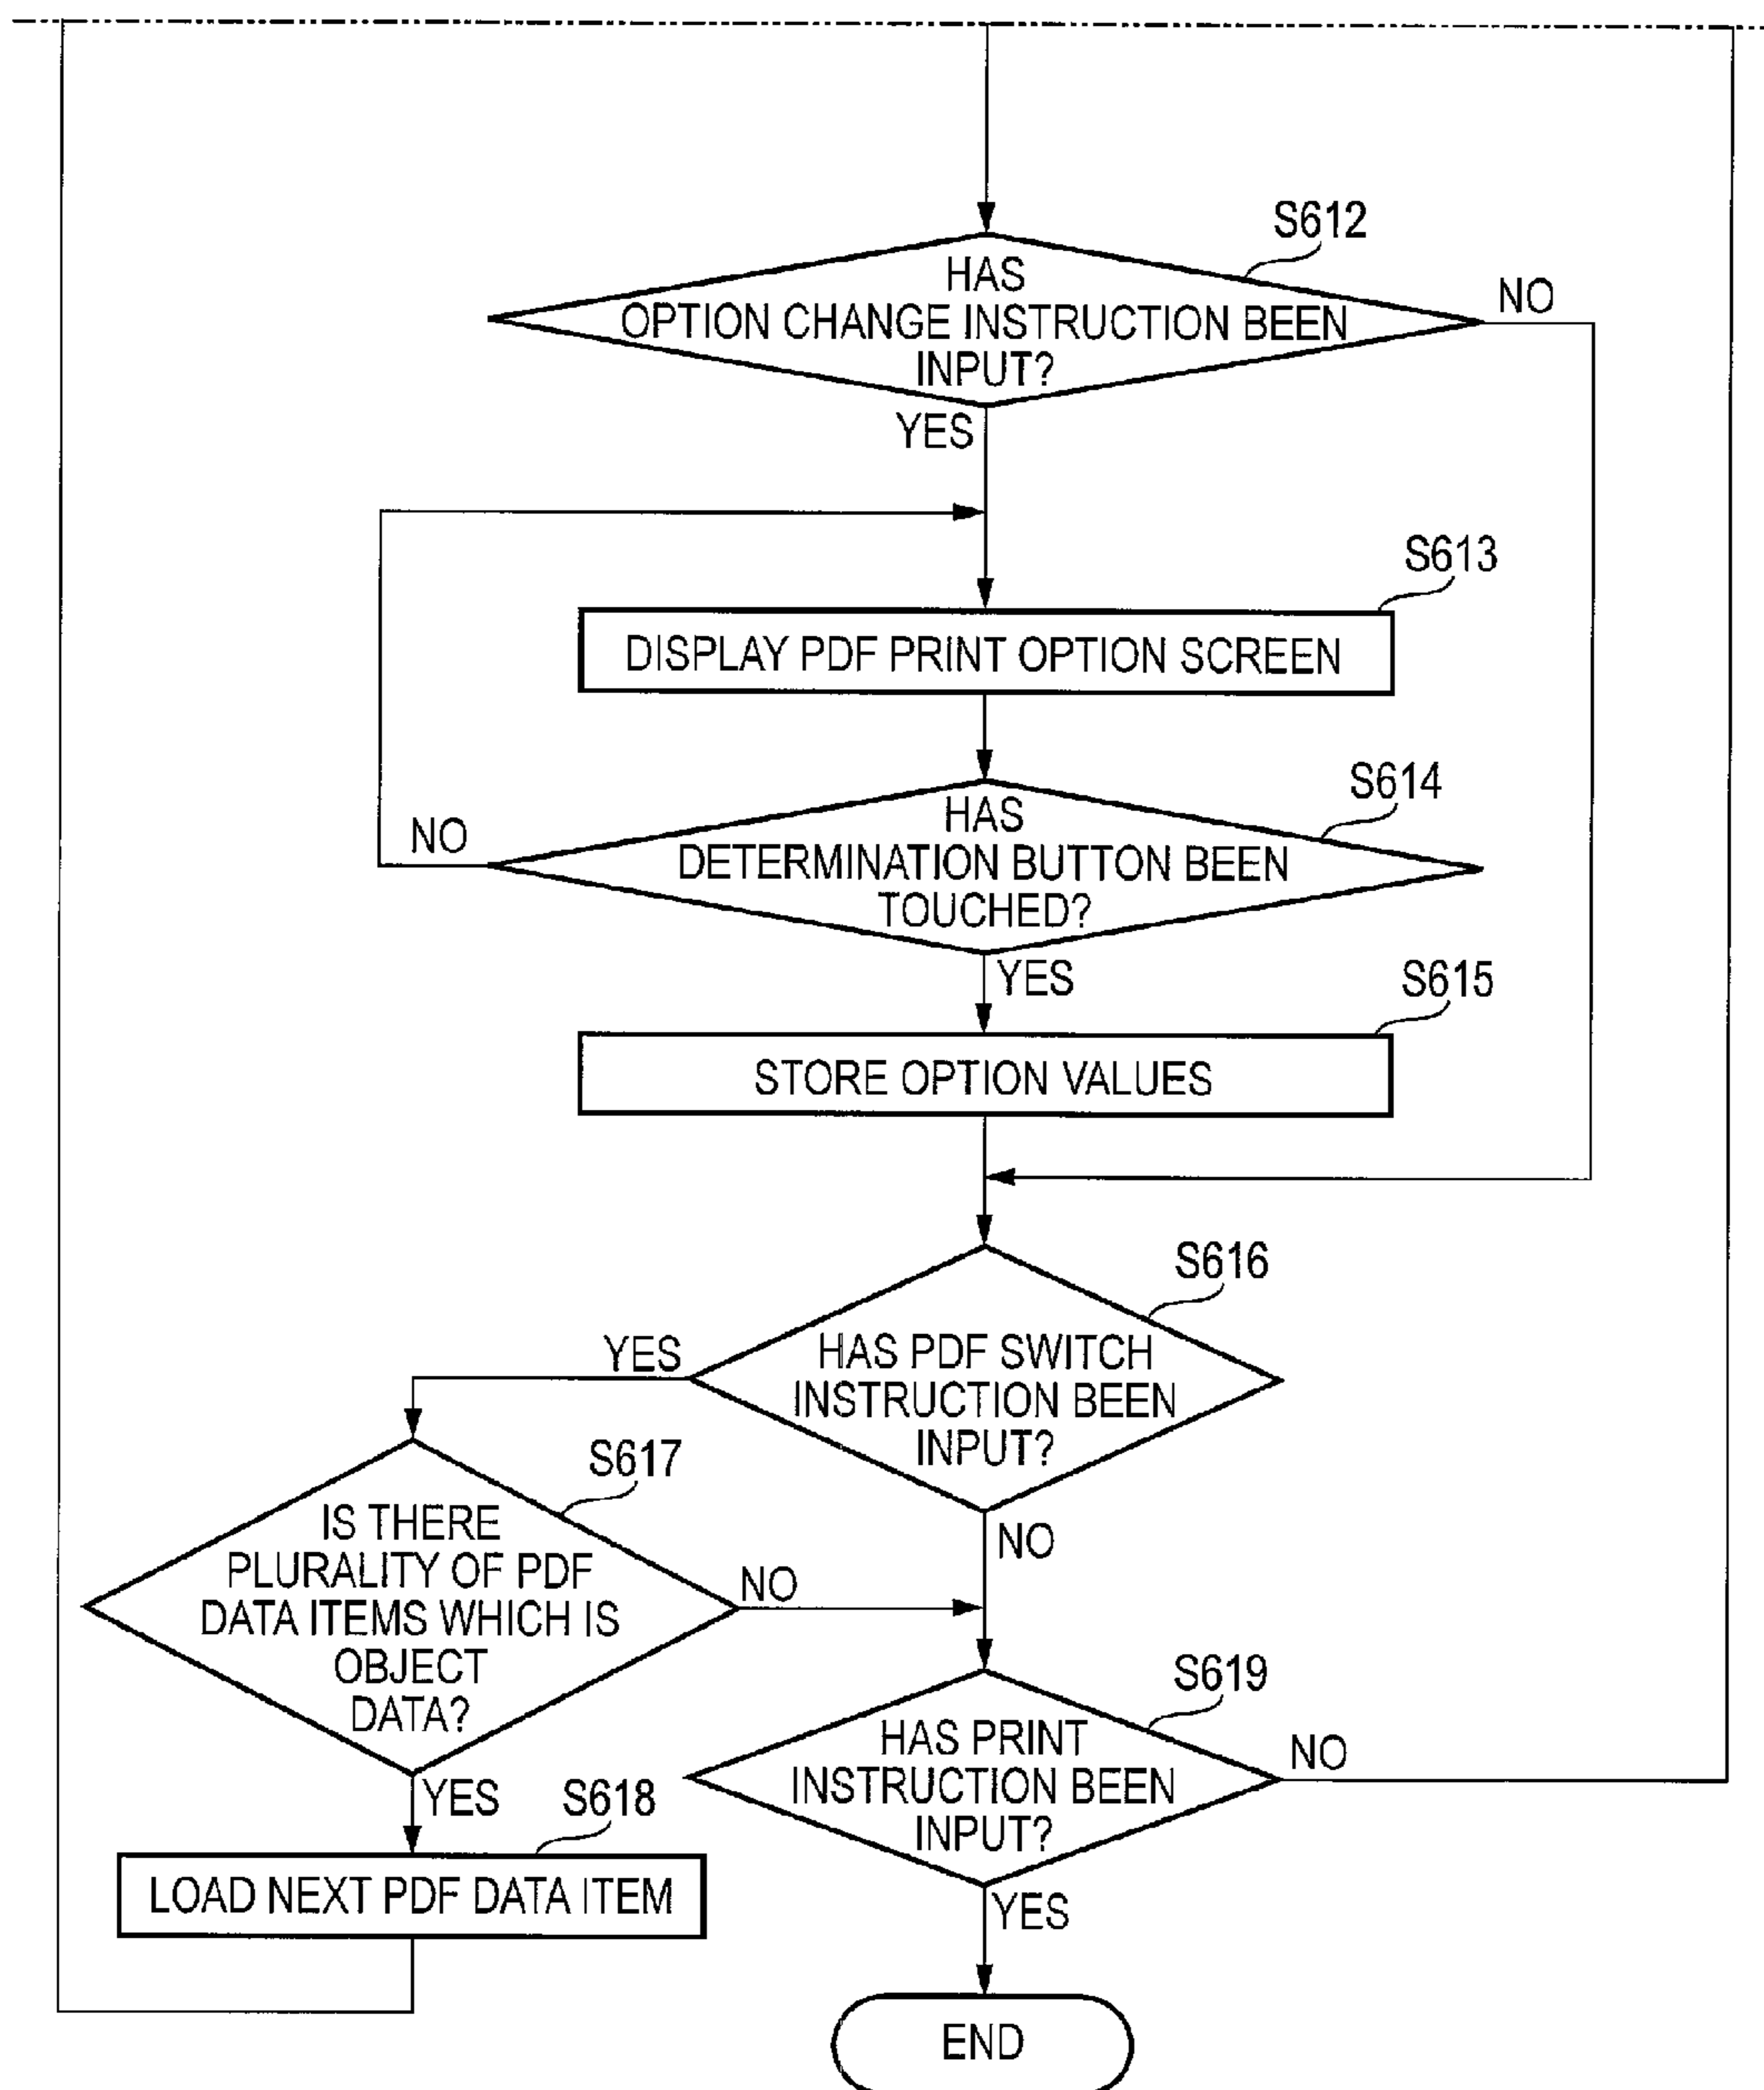 S612
HAS
OPTION CHANGE INSTRUCTION BEEN
INPUT?
NO
YES
S613
DISPLAY PDF PRINT OPTION SCREEN
S614
HAS
DETERMINATION BUTTON BEEN
TOUCHED?
NO
YES
S615
STORE OPTION VALUES
S616
HAS PDF SWITCH
INSTRUCTION BEEN
INPUT?
YES
NO
S617
IS THERE
PLURALITY OF PDF
DATA ITEMS WHICH IS
OBJECT
DATA?
NO
YES
S618
LOAD NEXT PDF DATA ITEM
S619
HAS PRINT
INSTRUCTION BEEN
INPUT?
NO
YES
END